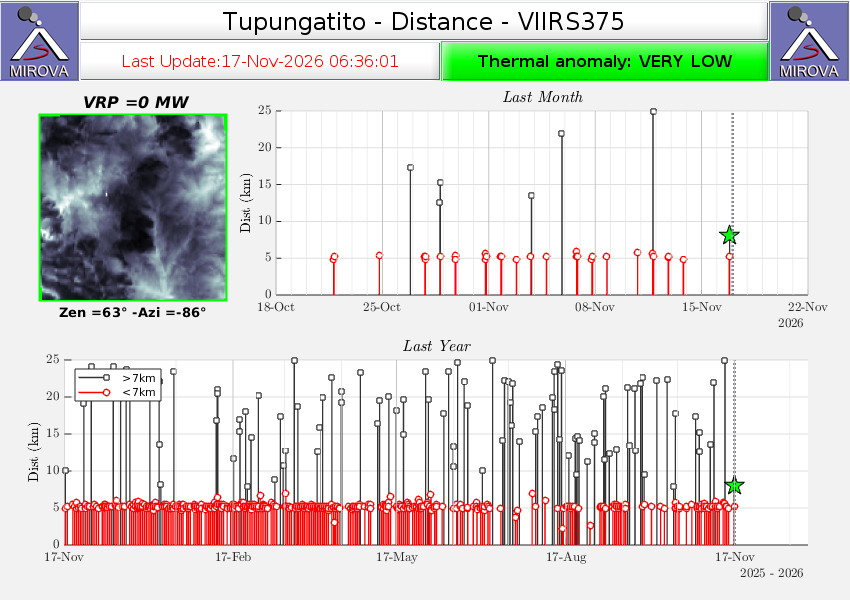 Tupungatito - Distance - VIIRS375
MIROVA
Last Update:17-Nov-2026 06:36:01
Thermal anomaly: VERY LOW
MIROVA
VRP =0 MW
Zen =63° -Azi =-86°
Last Month
Dist (km)
25
20
15
10
5
0
18-Oct
25-Oct
01-Nov
08-Nov
15-Nov
22-Nov
2026
Last Year
Dist (km)
25
20
15
10
5
0
>7km
<7km
17-Nov
17-Feb
17-May
17-Aug
17-Nov
2025 - 2026